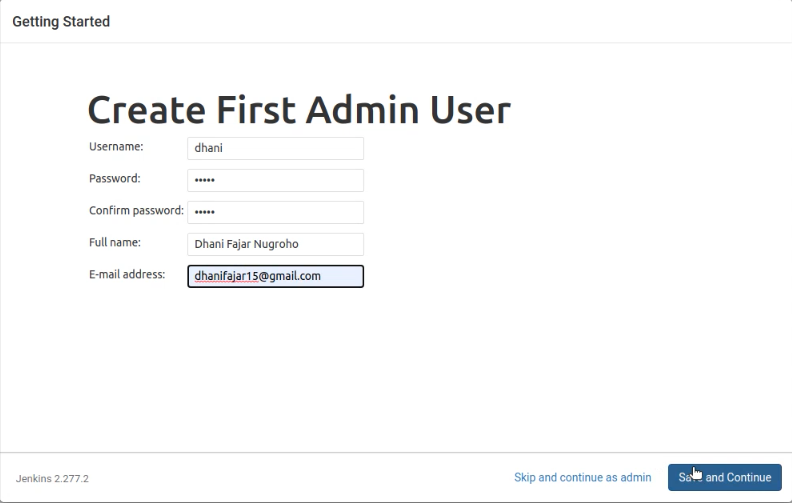 Getting Started
Create First Admin User
Username: dhani
Password: •••••
Confirm password: •••••
Full name: Dhani Fajar Nugroho
E-mail address: dhanifajar15@gmail.com
Jenkins 2.277.2 Skip and continue as admin Save and Continue